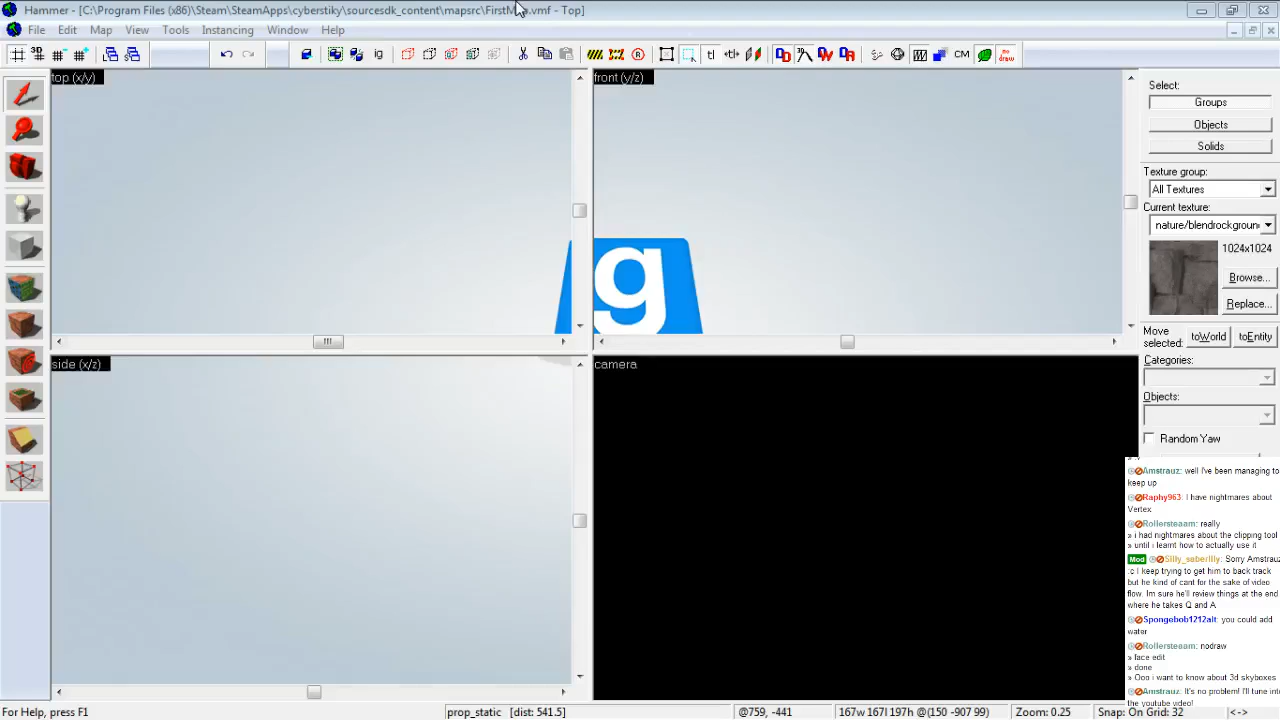 Hammer - [C:\Program Files (x86)\Steam\SteamApps\cyberstiky\sourcesdk_content\mapsrc\FirstM .vmf - Top]
File Edit Map View Tools Instancing Window Help
top (x/y)
front (y/z)
g
side (x/z)
camera
Select:
Groups
Objects
Solids
Texture group:
All Textures
Current texture:
nature/blendrockgroun
1024x1024
Browse...
Replace...
Move selected:
toWorld
toEntity
Categories:
Objects:
Random Yaw
Amstrauz: well I've been managing to
keep up
Raphy963: I have nightmares about
Vertex
Rollersteaam: really
» i had nightmares about the clipping tool
» until i learnt how to actually use it
Mod Silly_soberlly: Sorry Amstrauz
:c I keep trying to get him to back track
but he kind of cant for the sake of video
flow. Im sure he'll review things at the end
where he takes Q and A
Spongebob1212alt: you could add
water
Rollersteaam: nodraw
» face edit
» done
» Ooo i want to know about 3d skyboxes
Amstrauz: It's no problem! I'll tune into
the youtube video!
For Help, press F1
prop_static [dist: 541.5]
@759, -441
167w 167l 197h @(150 -907 99)
Zoom: 0.25
Snap: On Grid: 32
<->